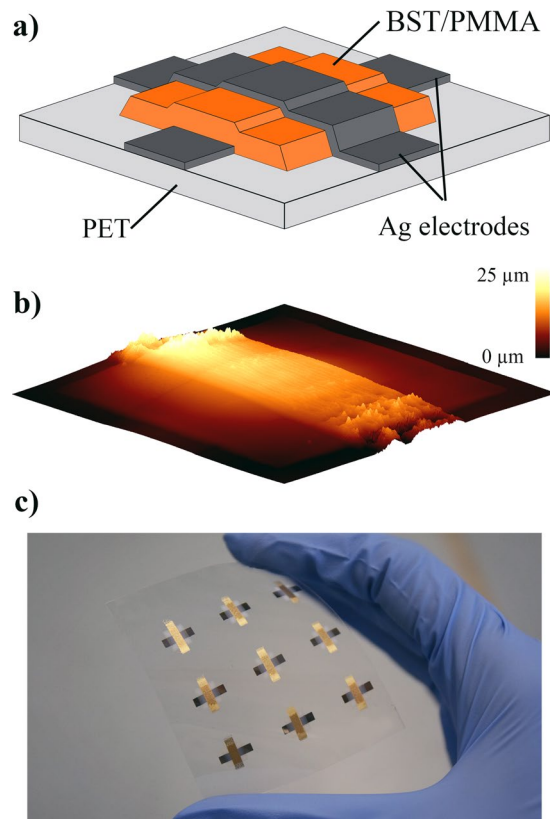 a)
BST/PMMA
PET
Ag electrodes
b)
25 µm
0 µm
c)